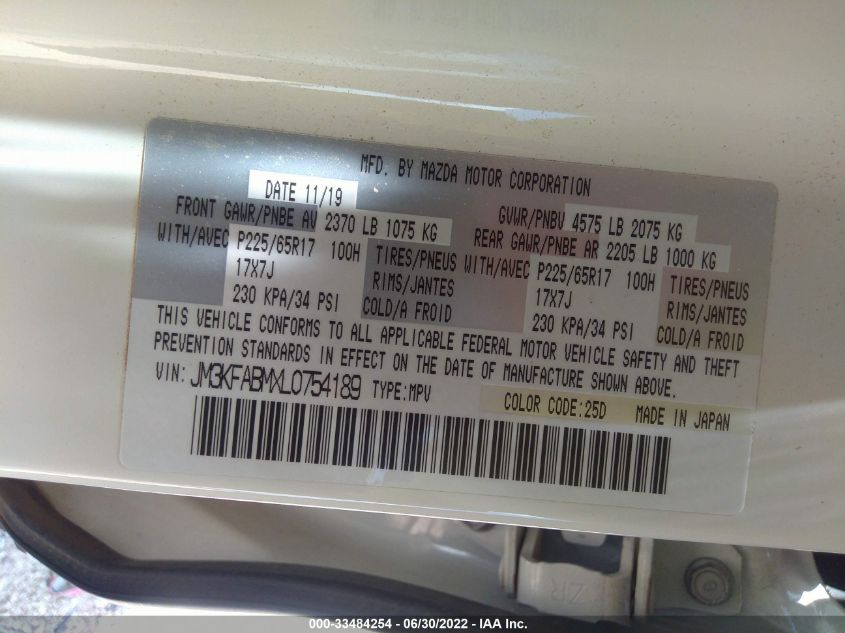 MFD. BY MAZDA MOTOR CORPORATION
DATE 11/19
FRONT GAWR/PNBE AV 2370 LB 1075 KG
GVWR/PNBV 4575 LB 2075 KG
REAR GAWR/PNBE AR 2205 LB 1000 KG
WITH/AVEC P225/65R17 100H TIRES/PNEUS
17X7J RIMS/JANTES
230 KPA/34 PSI COLD/A FROID
WITH/AVEC P225/65R17 100H TIRES/PNEUS
17X7J RIMS/JANTES
230 KPA/34 PSI COLD/A FROID
THIS VEHICLE CONFORMS TO ALL APPLICABLE FEDERAL MOTOR VEHICLE SAFETY AND THEFT
PREVENTION STANDARDS IN EFFECT ON THE DATE OF MANUFACTURE SHOWN ABOVE.
VIN: JM3KFABMXL0754189 TYPE:MPV
COLOR CODE:25D MADE IN JAPAN
ZR
000-33484254 - 06/30/2022 - IAA Inc.